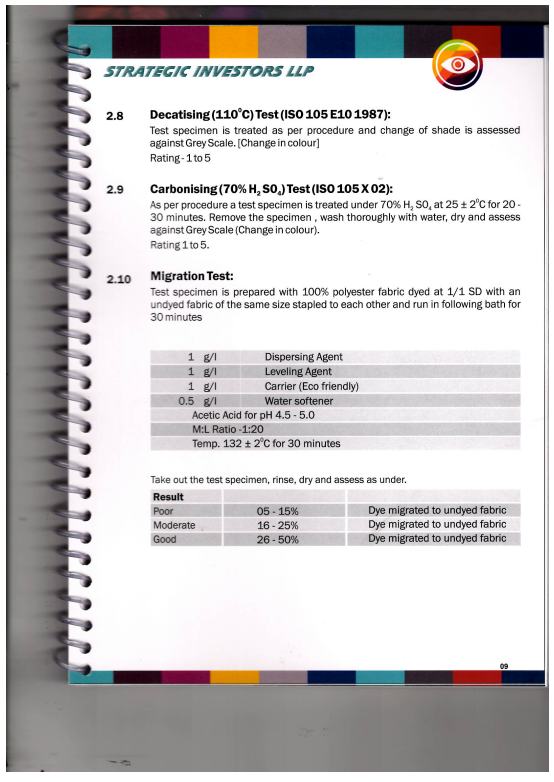 STRATEGIC INVESTORS LLP
2.8 Decatising (110°C) Test (ISO 105 E10 1987):
Test specimen is treated as per procedure and change of shade is assessed
against Grey Scale. [Change in colour]
Rating - 1 to 5
2.9 Carbonising (70% H₂ SO₄) Test (ISO 105 X 02):
As per procedure a test specimen is treated under 70% H₂ SO₄ at 25 ± 2°C for 20 -
30 minutes. Remove the specimen , wash thoroughly with water, dry and assess
against Grey Scale (Change in colour).
Rating 1 to 5.
2.10 Migration Test:
Test specimen is prepared with 100% polyester fabric dyed at 1/1 SD with an
undyed fabric of the same size stapled to each other and run in following bath for
30 minutes
1 g/l Dispersing Agent
1 g/l Leveling Agent
1 g/l Carrier (Eco friendly)
0.5 g/l Water softener
Acetic Acid for pH 4.5 - 5.0
M:L Ratio -1:20
Temp. 132 ± 2°C for 30 minutes
Take out the test specimen, rinse, dry and assess as under.
Result
Poor 05 - 15% Dye migrated to undyed fabric
Moderate 16 - 25% Dye migrated to undyed fabric
Good 26 - 50% Dye migrated to undyed fabric
09